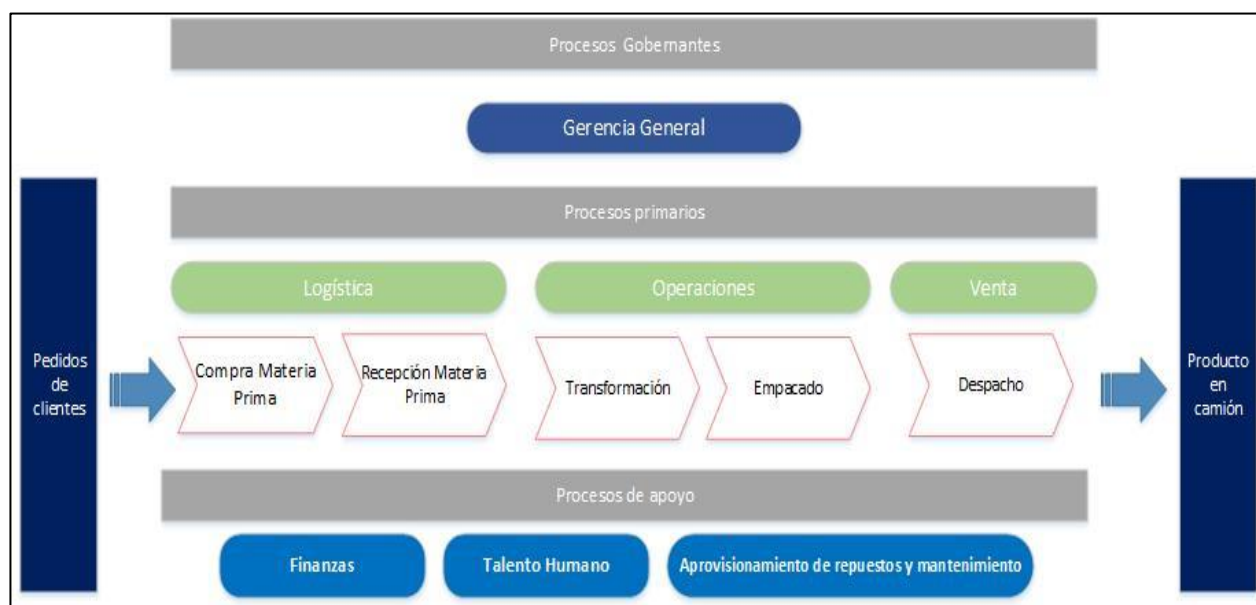 Procesos Gobernantes
Gerencia General
Procesos primarios
Logística
Operaciones
Venta
Pedidos
de
clientes
Compra Materia
Prima
Recepción Materia
Prima
Transformación
Empacado
Despacho
Producto
en
camión
Procesos de apoyo
Finanzas
Talento Humano
Aprovisionamiento de repuestos y mantenimiento